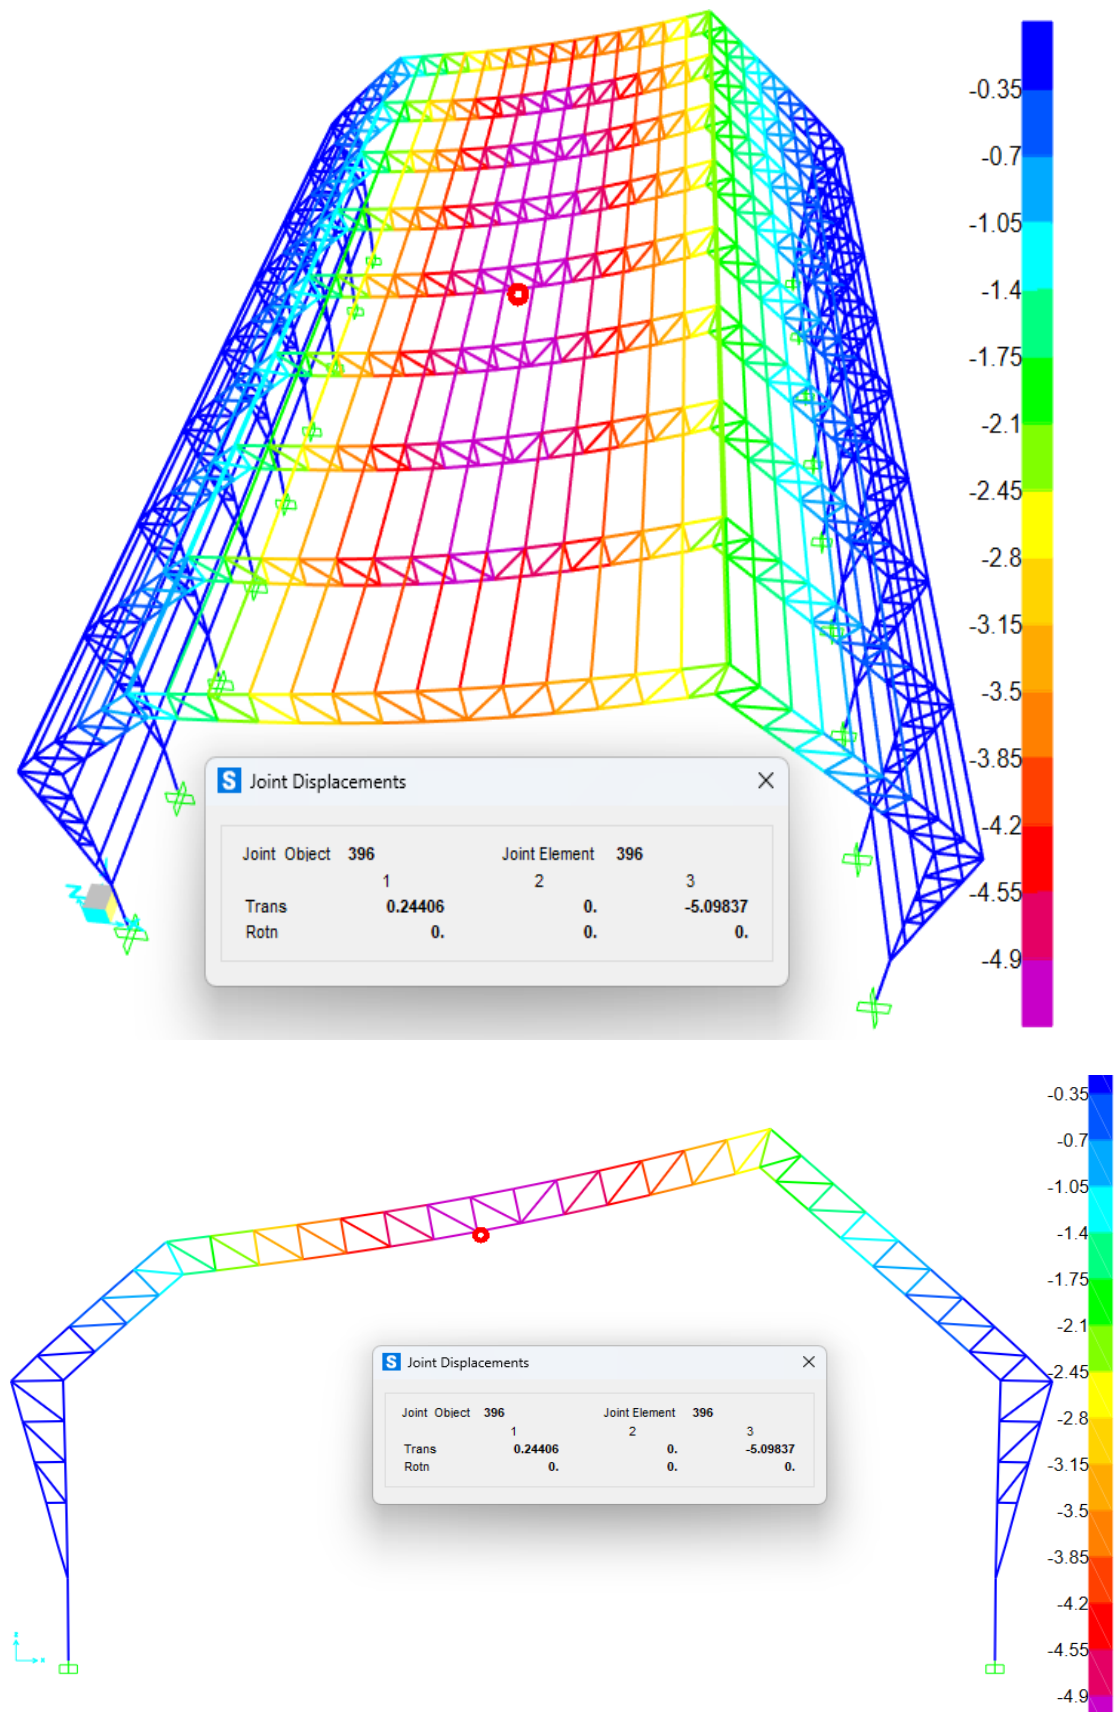 -0.35
-0.7
-1.05
-1.4
-1.75
-2.1
-2.45
-2.8
-3.15
-3.5
-3.85
-4.2
-4.55
-4.9
S Joint Displacements
Joint Object 396 Joint Element 396
1 2 3
Trans 0.24406 0. -5.09837
Rotn 0. 0. 0.
Z
-0.35
-0.7
-1.05
-1.4
-1.75
-2.1
-2.45
-2.8
-3.15
-3.5
-3.85
-4.2
-4.55
-4.9
S Joint Displacements
Joint Object 396 Joint Element 396
1 2 3
Trans 0.24406 0. -5.09837
Rotn 0. 0. 0.